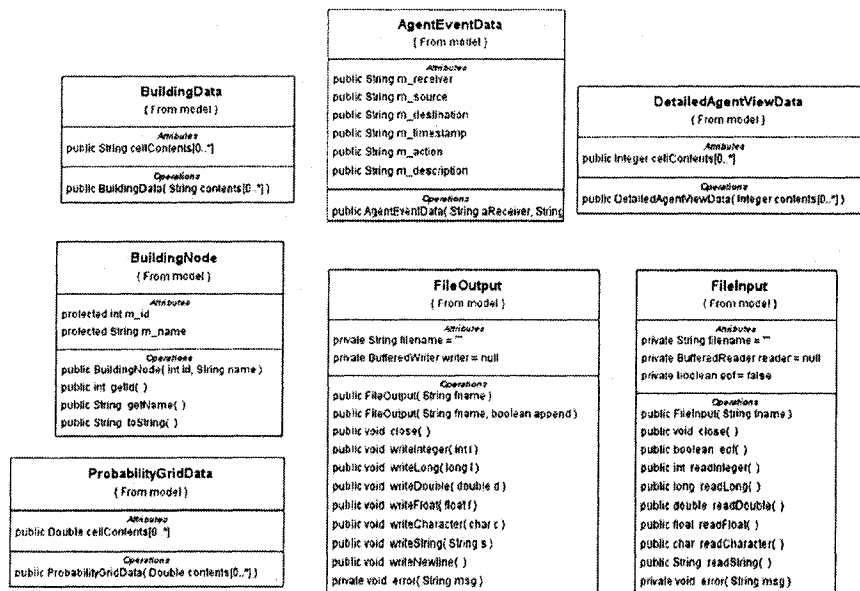 AgentEventData
{ From model }
Attributes
public String m_receiver
public String m_source
public String m_destination
public String m_timestamp
public String m_action
public String m_description
Operations
public AgentEventData( String aReceiver, String
BuildingData
{ From model }
Attributes
public String cellContents[0..*]
Operations
public BuildingData( String contents[0..*] )
DetailedAgentViewData
{ From model }
Attributes
public Integer cellContents[0..*]
Operations
public DetailedAgentViewData( Integer contents[0..*] )
BuildingNode
{ From model }
Attributes
protected int m_id
protected String m_name
Operations
public BuildingNode( int id, String name )
public int getId( )
public String getName( )
public String toString( )
FileOutput
{ From model }
Attributes
private String filename = ""
private BufferedWriter writer = null
Operations
public FileOutput( String fname )
public FileOutput( String fname, boolean append )
public void close( )
public void writeInteger( int i )
public void writeLong( long l )
public void writeDouble( double d )
public void writeFloat( float f )
public void writeCharacter( char c )
public void writeString( String s )
public void writeNewline( )
private void error( String msg )
FileInput
{ From model }
Attributes
private String filename = ""
private BufferedReader reader = null
private boolean eof = false
Operations
public FileInput( String fname )
public void close( )
public boolean eof( )
public int readInteger( )
public long readLong( )
public double readDouble( )
public float readFloat( )
public char readCharacter( )
public String readString( )
private void error( String msg )
ProbabilityGridData
{ From model }
Attributes
public Double cellContents[0..*]
Operations
public ProbabilityGridData( Double contents[0..*] )